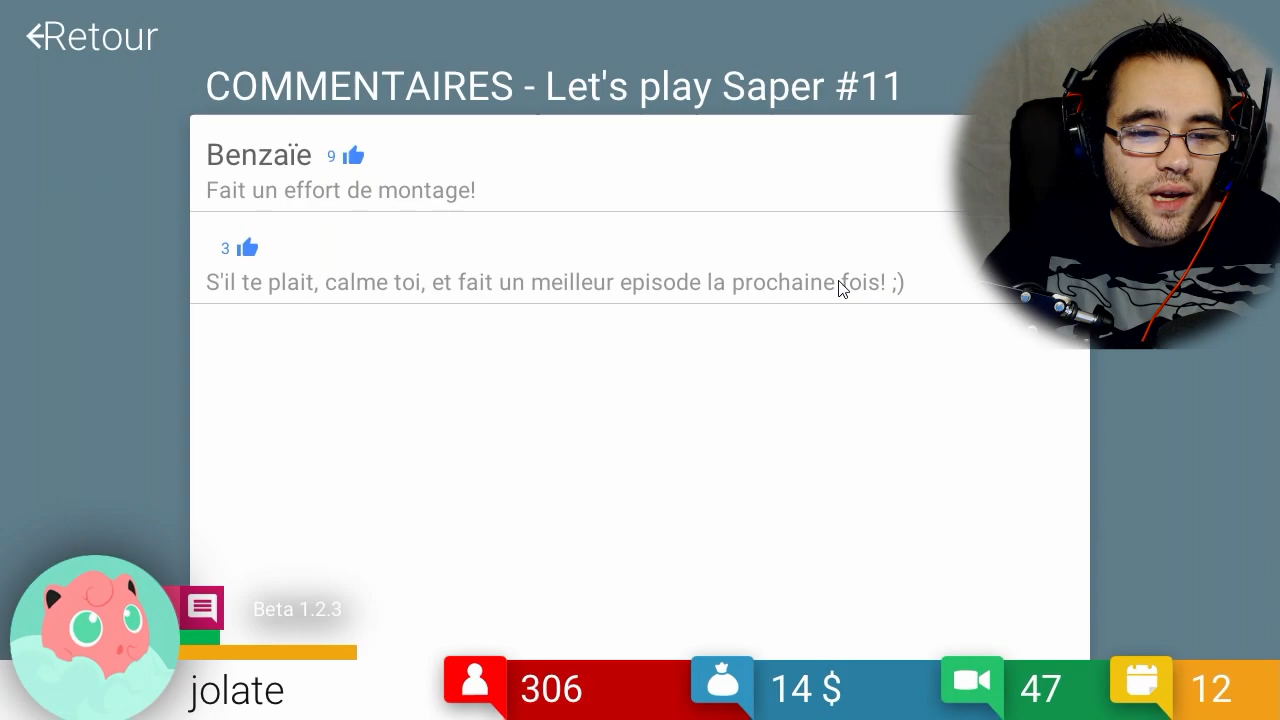 Retour
COMMENTAIRES - Let's play Saper #11
Benzaïe 9
Fait un effort de montage!
3
S'il te plait, calme toi, et fait un meilleur episode la prochaine fois! ;)
Beta 1.2.3
jolate 306 14 $ 47 12